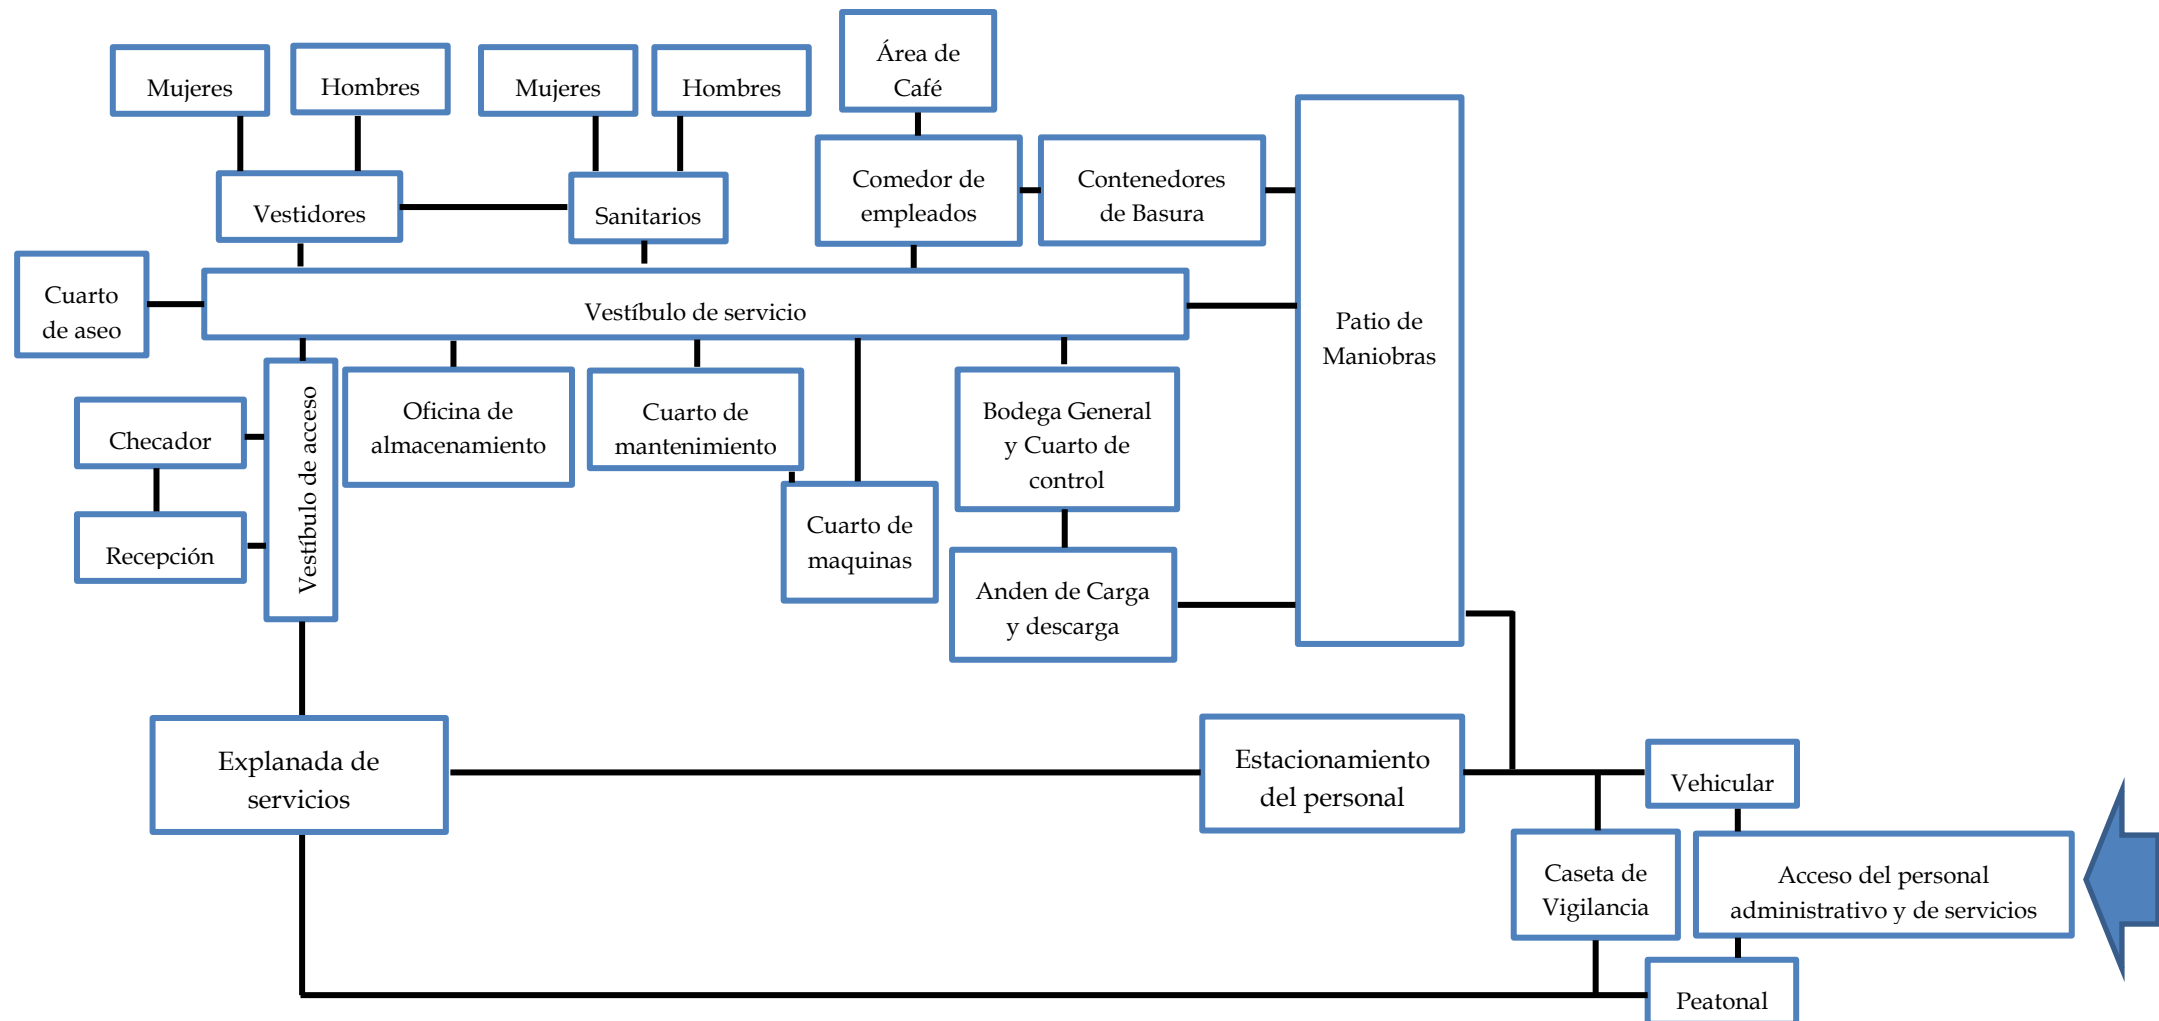 Área de
Café
Mujeres
Hombres
Mujeres
Hombres
Comedor de
empleados
Contenedores
de Basura
Vestidores
Sanitarios
Cuarto
de aseo
Vestíbulo de servicio
Patio de
Maniobras
Vestíbulo de acceso
Checador
Recepción
Oficina de
almacenamiento
Cuarto de
mantenimiento
Cuarto de
maquinas
Bodega General
y Cuarto de
control
Anden de Carga
y descarga
Explanada de
servicios
Estacionamiento
del personal
Vehicular
Caseta de
Vigilancia
Acceso del personal
administrativo y de servicios
Peatonal